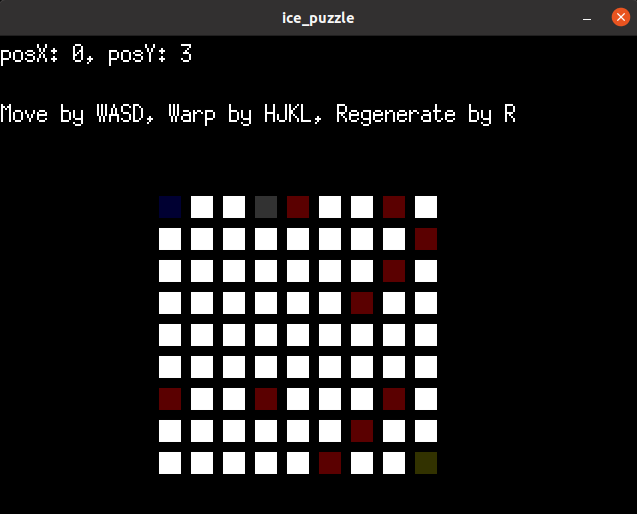 ice_puzzle
posX: 0, posY: 3
Move by WASD, Warp by HJKL, Regenerate by R